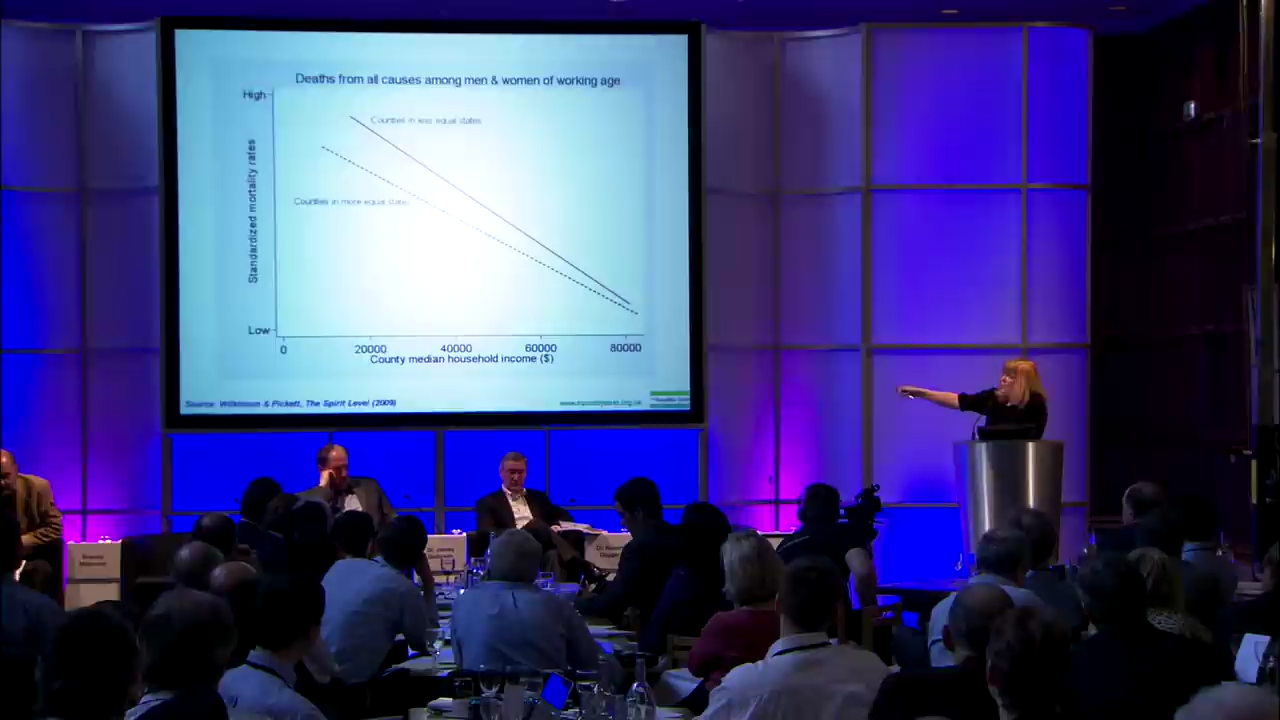 Deaths from all causes among men & women of working age
High
Counties in less equal states
Standardized mortality rates
Counties in more equal states
Low
0 20000 40000 60000 80000
County median household income ($)
Source: Wilkinson & Pickett, The Spirit Level (2009)
www.equalitytrust.org.uk
Dr. James